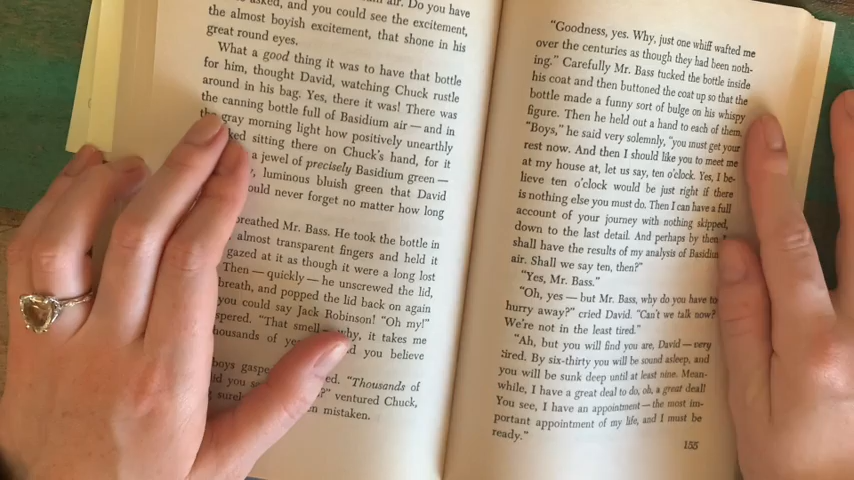 asked, and you could see the excitement,
the almost boyish excitement, that shone in his
great round eyes.
What a good thing it was to have that bottle
for him, thought David, watching Chuck rustle
around in his bag. Yes, there it was! There was
the canning bottle full of Basidium air—and in
the gray morning light how positively unearthly
sitting there on Chuck's hand, for it
a jewel of precisely Basidium green—
luminous bluish green that David
ould never forget no matter how long
breathed Mr. Bass. He took the bottle in
almost transparent fingers and held it
gazed at it as though it were a long lost
Then—quickly—he unscrewed the lid,
breath, and popped the lid back on again
you could say Jack Robinson! "Oh my!"
spered. "That smell—why, it takes me
housands of you believe
boys "Thousands of
ventured Chuck,
mistaken.
"Goodness, yes. Why, just one whiff wafted me
over the centuries as though they had been noth-
ing." Carefully Mr. Bass tucked the bottle inside
his coat and then buttoned the coat up so that the
bottle made a funny sort of bulge on his whispy
figure. Then he held out a hand to each of them.
"Boys," he said very solemnly, "you must get your
rest now. And then I should like you to meet me
at my house at, let us say, ten o'clock. Yes, I be-
lieve ten o'clock would be just right if there
is nothing else you must do. Then I can have a full
account of your journey with nothing skipped,
down to the last detail. And perhaps by then I
shall have the results of my analysis of Basidium
air. Shall we say ten, then?"
"Yes, Mr. Bass."
"Oh, yes—but Mr. Bass, why do you have to
hurry away?" cried David. "Can't we talk now?
We're not in the least tired."
"Ah, but you will find you are, David—very
tired. By six-thirty you will be sound asleep, and
you will be sunk deep until at least nine. Mean-
while, I have a great deal to do, oh, a great deal!
You see, I have an appointment—the most im-
portant appointment of my life, and I must be
ready."
155